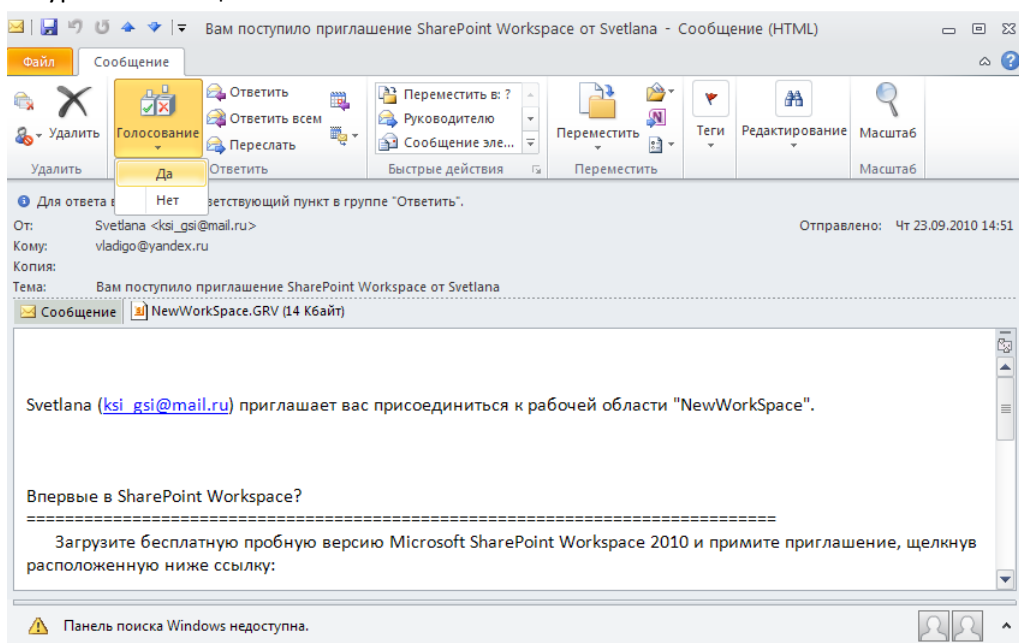 Вам поступило приглашение SharePoint Workspace от Svetlana - Сообщение (HTML)
Файл Сообщение
Удалить
Голосование
Ответить
Ответить всем
Переслать
Переместить в: ?
Руководителю
Сообщение эле...
Переместить
Теги
Редактирование
Масштаб
Удалить Ответить Быстрые действия Переместить Масштаб
Да
Нет
Для ответа в ветствующий пункт в группе "Ответить".
От: Svetlana <ksi_gsi@mail.ru> Отправлено: Чт 23.09.2010 14:51
Кому: vladigo@yandex.ru
Копия:
Тема: Вам поступило приглашение SharePoint Workspace от Svetlana
Сообщение NewWorkSpace.GRV (14 Кбайт)
Svetlana (ksi_gsi@mail.ru) приглашает вас присоединиться к рабочей области "NewWorkSpace".
Впервые в SharePoint Workspace?
==============================================================================
Загрузите бесплатную пробную версию Microsoft SharePoint Workspace 2010 и примите приглашение, щелкнув
расположенную ниже ссылку:
Панель поиска Windows недоступна.